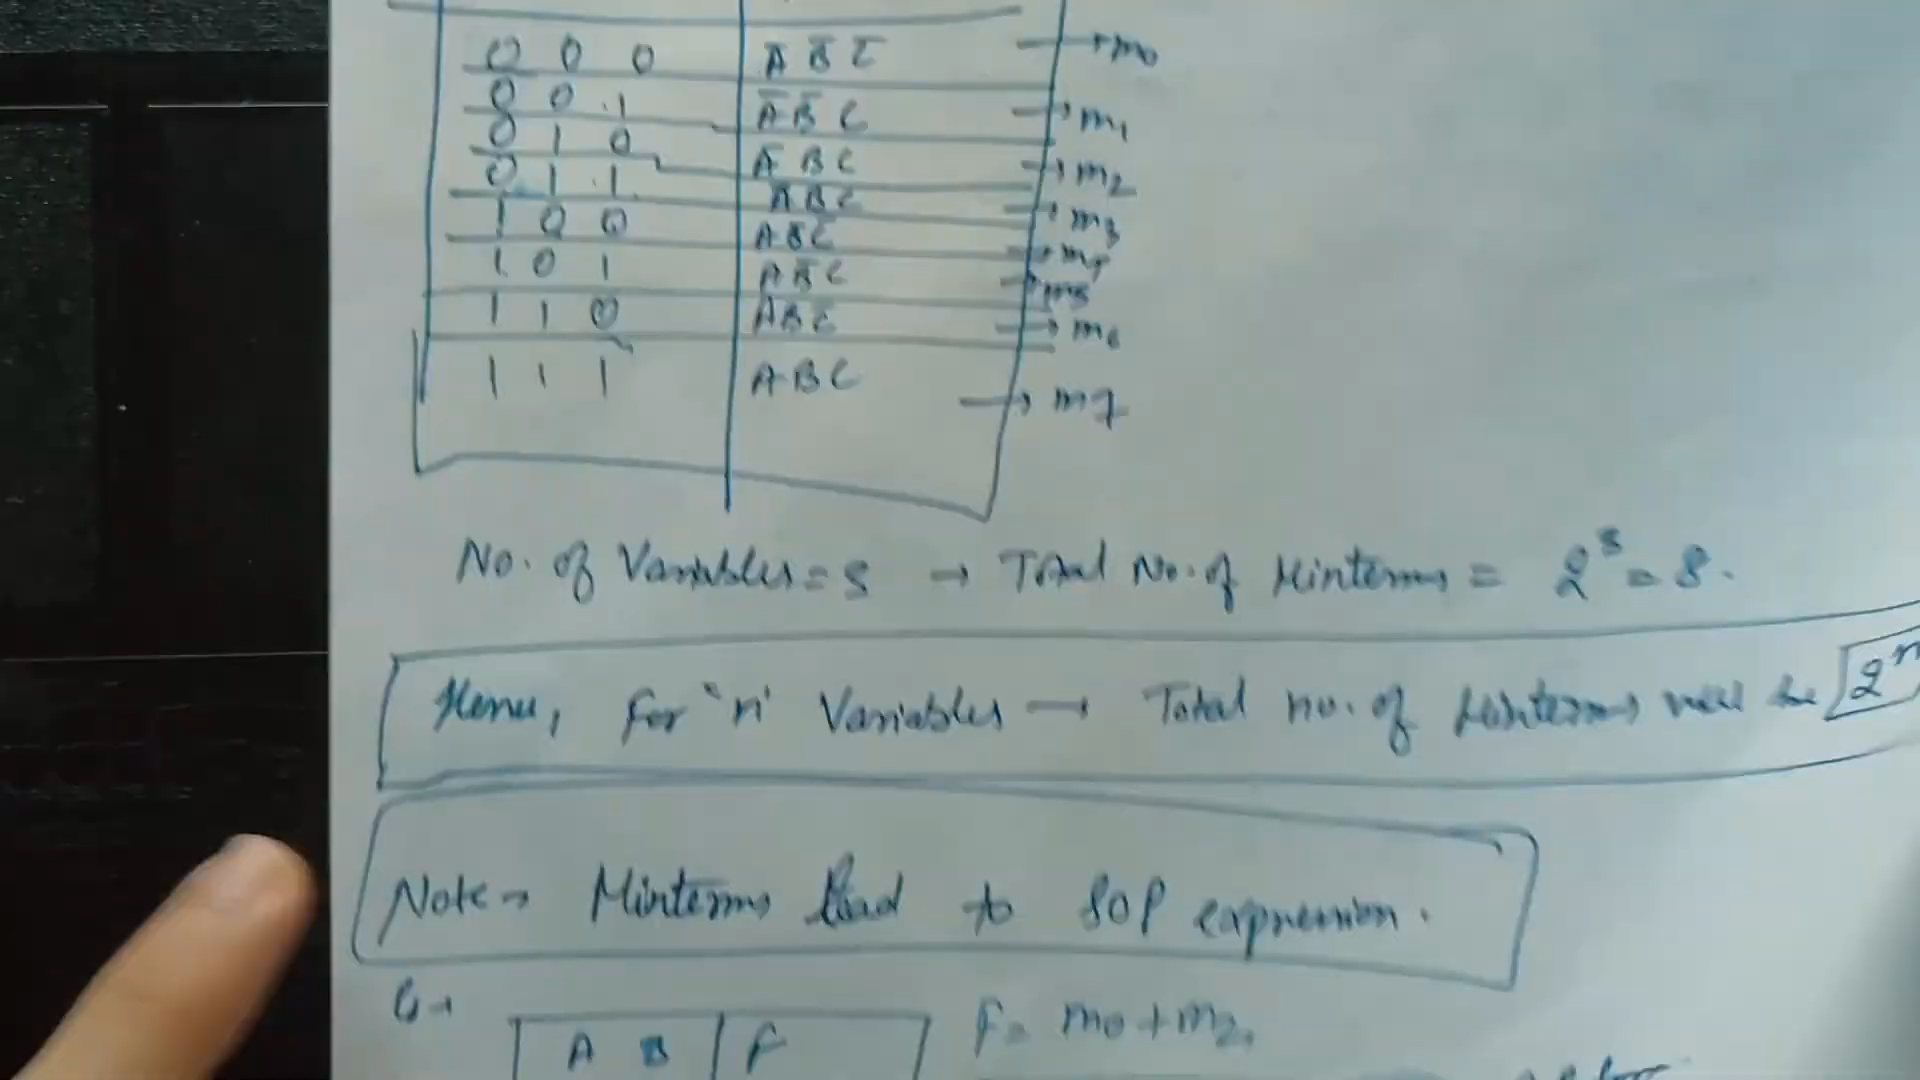 0 0 0 A̅ B̅ C̅ → m0
0 0 1 A̅ B̅ C → m1
0 1 0 A̅ B C → m2
0 1 1 A B C → m3
1 0 0 A B̅ C̅ → m4
1 0 1 A B̅ C → m5
1 1 0 A B C̅ → m6
1 1 1 A B C → m7
No. of Variables = 3 → Total No. of Minterms = 2³ = 8.
Hence, for 'n' Variables → Total no. of Minterms will be 2ⁿ
Note → Minterms lead to SOP expression.
A B F F = m0 + m2,